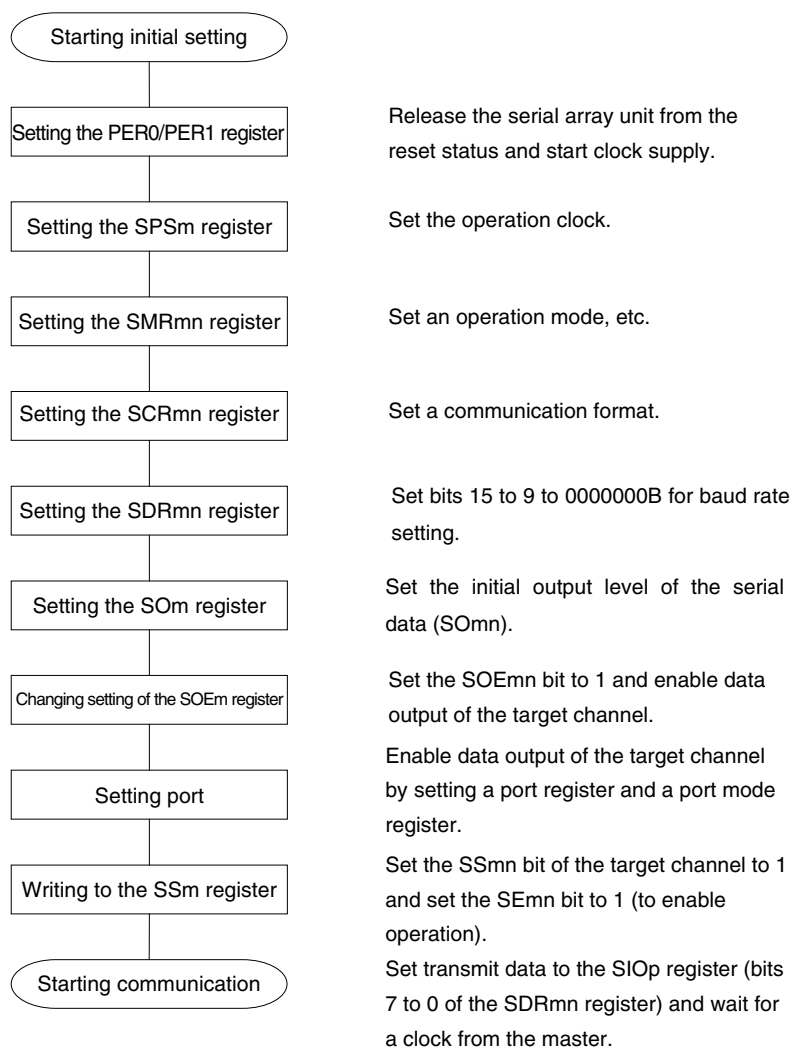 Starting initial setting
Setting the PER0/PER1 register
Release the serial array unit from the
reset status and start clock supply.
Setting the SPSm register
Set the operation clock.
Setting the SMRmn register
Set an operation mode, etc.
Setting the SCRmn register
Set a communication format.
Setting the SDRmn register
Set bits 15 to 9 to 0000000B for baud rate
setting.
Setting the SOm register
Set the initial output level of the serial
data (SOmn).
Changing setting of the SOEm register
Set the SOEmn bit to 1 and enable data
output of the target channel.
Setting port
Enable data output of the target channel
by setting a port register and a port mode
register.
Writing to the SSm register
Set the SSmn bit of the target channel to 1
and set the SEmn bit to 1 (to enable
operation).
Starting communication
Set transmit data to the SIOp register (bits
7 to 0 of the SDRmn register) and wait for
a clock from the master.